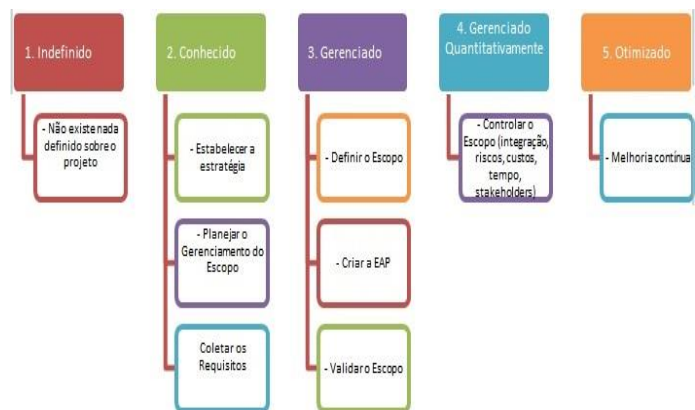 1. Indefinido
- Não existe nada
definido sobre o
projeto
2. Conhecido
- Estabelecer a
estratégia
- Planejar o
Gerenciamento do
Escopo
Coletar os
Requisitos
3. Gerenciado
- Definir o Escopo
- Criar a EAP
- Validar o Escopo
4. Gerenciado
Quantitativamente
- Controlar o
Escopo (integração,
riscos, custos,
tempo,
stakeholders)
5. Otimizado
- Melhoria contínua